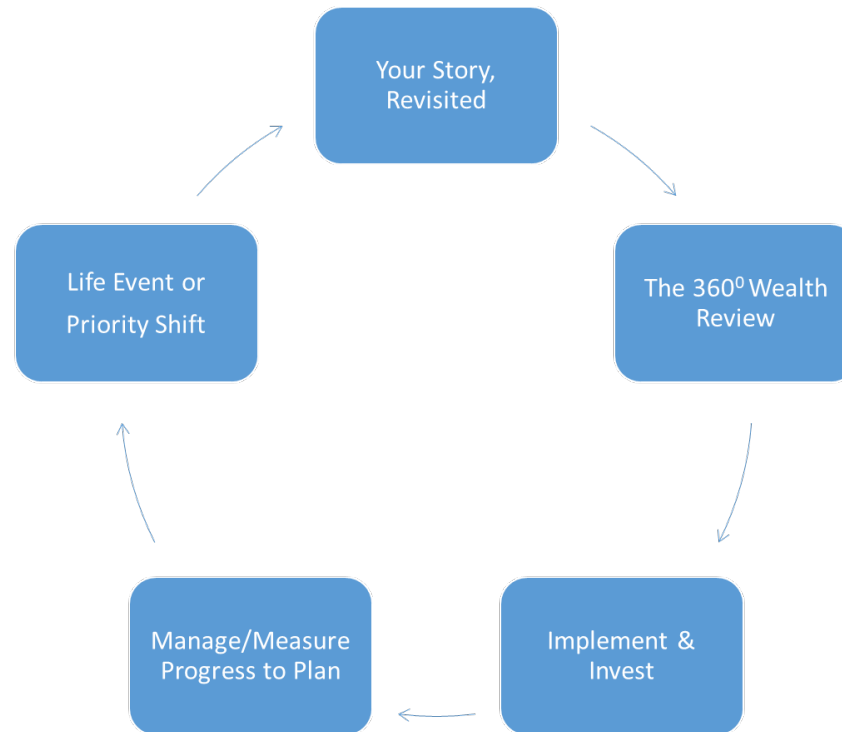 Your Story,
Revisited
The 360⁰ Wealth
Review
Implement &
Invest
Manage/Measure
Progress to Plan
Life Event or
Priority Shift